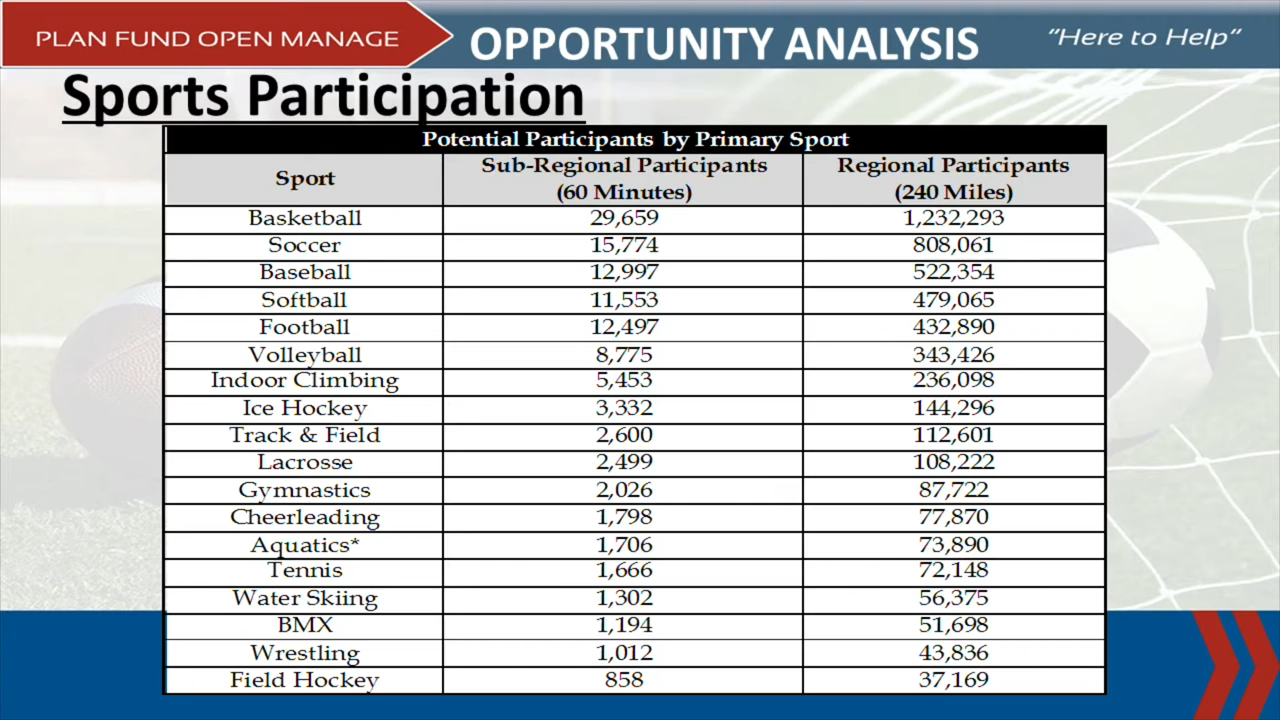 PLAN FUND OPEN MANAGE
OPPORTUNITY ANALYSIS
"Here to Help"
Sports Participation
Potential Participants by Primary Sport
Sport Sub-Regional Participants (60 Minutes) Regional Participants (240 Miles)
Basketball 29,659 1,232,293
Soccer 15,774 808,061
Baseball 12,997 522,354
Softball 11,553 479,065
Football 12,497 432,890
Volleyball 8,775 343,426
Indoor Climbing 5,453 236,098
Ice Hockey 3,332 144,296
Track & Field 2,600 112,601
Lacrosse 2,499 108,222
Gymnastics 2,026 87,722
Cheerleading 1,798 77,870
Aquatics* 1,706 73,890
Tennis 1,666 72,148
Water Skiing 1,302 56,375
BMX 1,194 51,698
Wrestling 1,012 43,836
Field Hockey 858 37,169